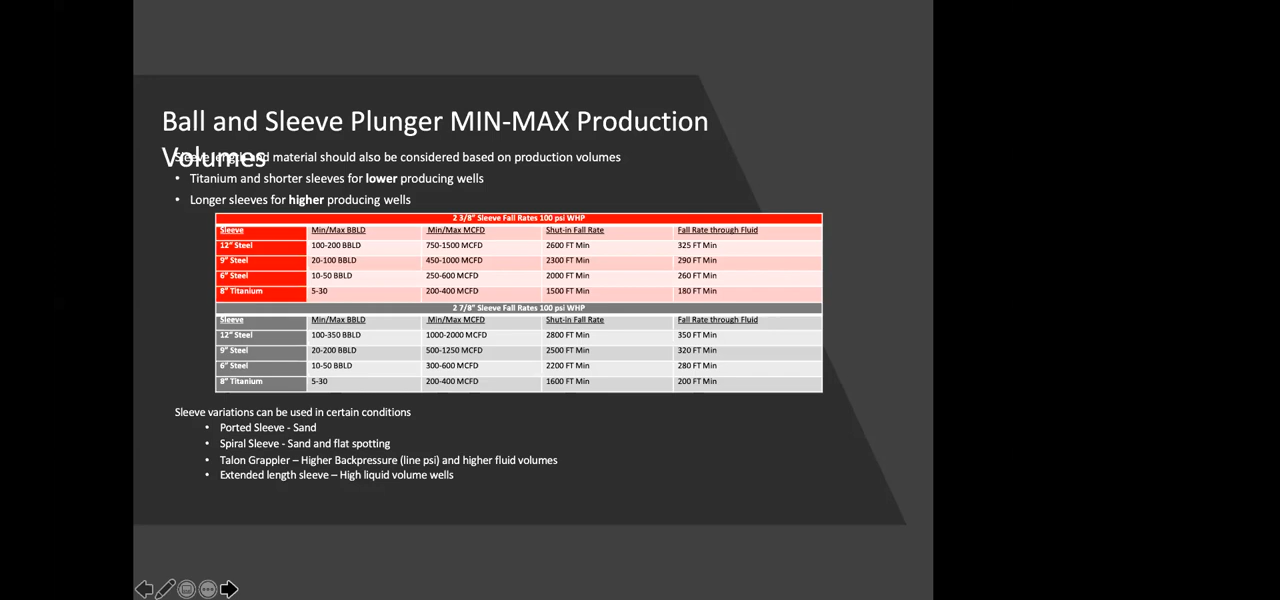 Ball and Sleeve Plunger MIN-MAX Production
Volumes
Sleeve length and material should also be considered based on production volumes
• Titanium and shorter sleeves for lower producing wells
• Longer sleeves for higher producing wells
2 3/8" Sleeve Fall Rates 100 psi WHP
Sleeve Min/Max BBLD Min/Max MCFD Shut-in Fall Rate Fall Rate through Fluid
12" Steel 100-200 BBLD 750-1500 MCFD 2600 FT Min 325 FT Min
9" Steel 20-100 BBLD 450-1000 MCFD 2300 FT Min 290 FT Min
6" Steel 10-50 BBLD 250-600 MCFD 2000 FT Min 260 FT Min
8" Titanium 5-30 200-400 MCFD 1500 FT Min 180 FT Min
2 7/8" Sleeve Fall Rates 100 psi WHP
Sleeve Min/Max BBLD Min/Max MCFD Shut-in Fall Rate Fall Rate through Fluid
12" Steel 100-350 BBLD 1000-2000 MCFD 2800 FT Min 350 FT Min
9" Steel 20-200 BBLD 500-1250 MCFD 2500 FT Min 320 FT Min
6" Steel 10-50 BBLD 300-600 MCFD 2200 FT Min 280 FT Min
8" Titanium 5-30 200-400 MCFD 1600 FT Min 200 FT Min
Sleeve variations can be used in certain conditions
• Ported Sleeve - Sand
• Spiral Sleeve - Sand and flat spotting
• Talon Grappler – Higher Backpressure (line psi) and higher fluid volumes
• Extended length sleeve – High liquid volume wells